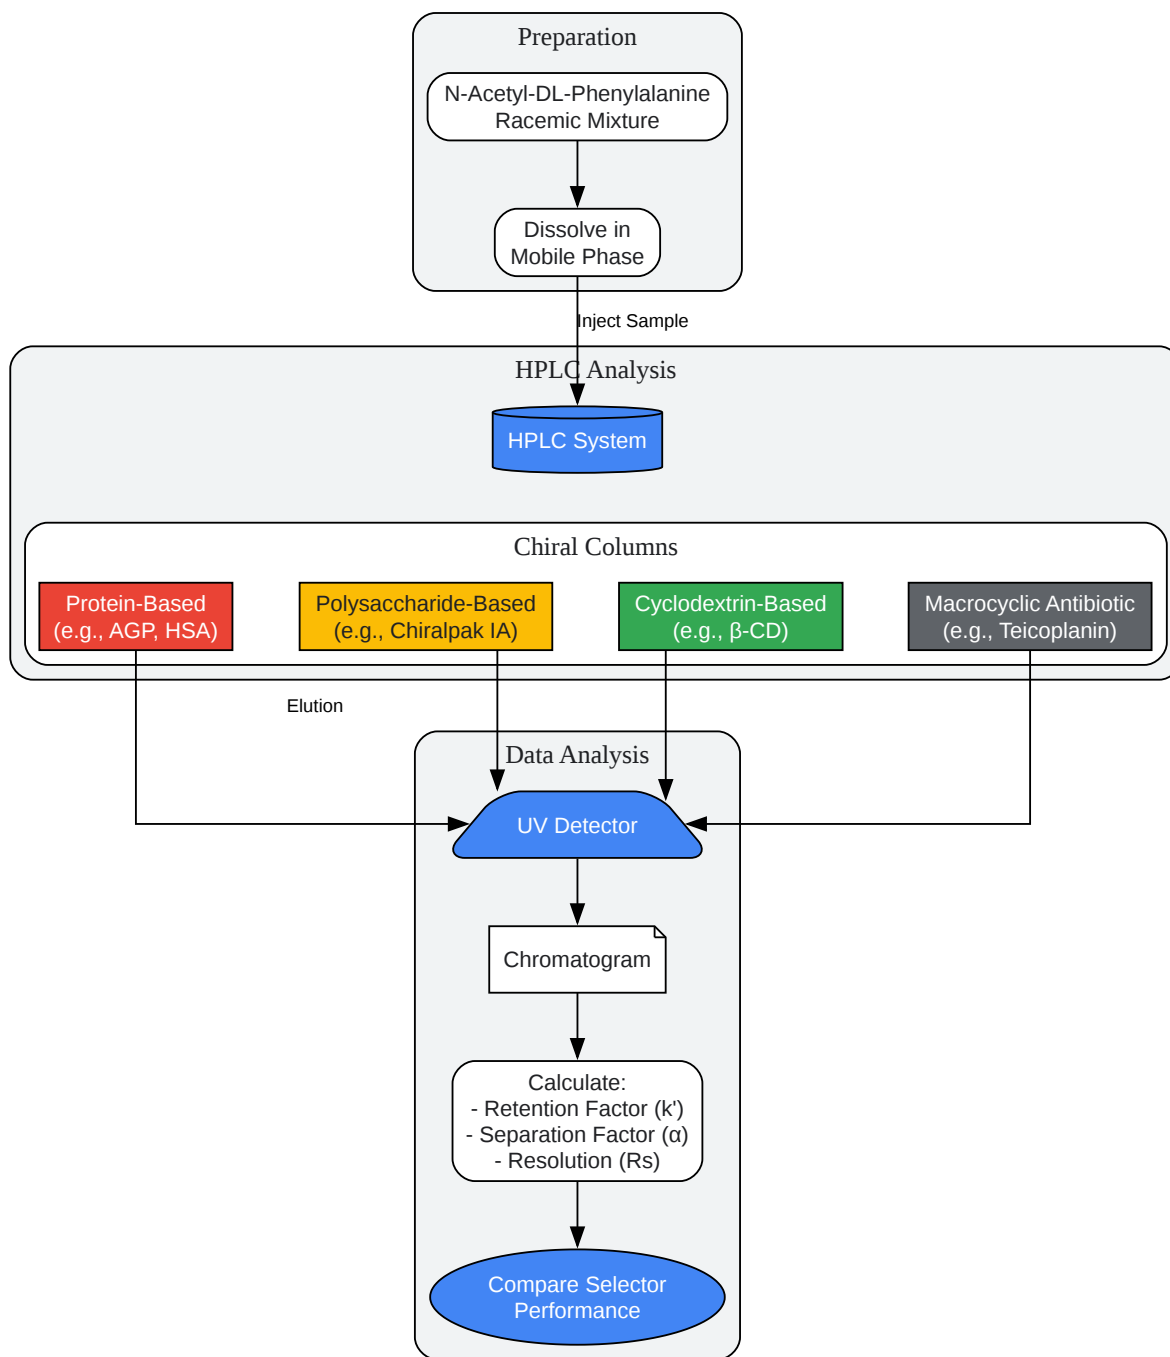 Preparation
N-Acetyl-DL-Phenylalanine
Racemic Mixture
Dissolve in
Mobile Phase
Inject Sample
HPLC Analysis
HPLC System
Chiral Columns
Protein-Based
(e.g., AGP, HSA)
Polysaccharide-Based
(e.g., Chiralpak IA)
Cyclodextrin-Based
(e.g., β-CD)
Macrocyclic Antibiotic
(e.g., Teicoplanin)
Elution
Data Analysis
UV Detector
Chromatogram
Calculate:
- Retention Factor (k')
- Separation Factor (α)
- Resolution (Rs)
Compare Selector
Performance